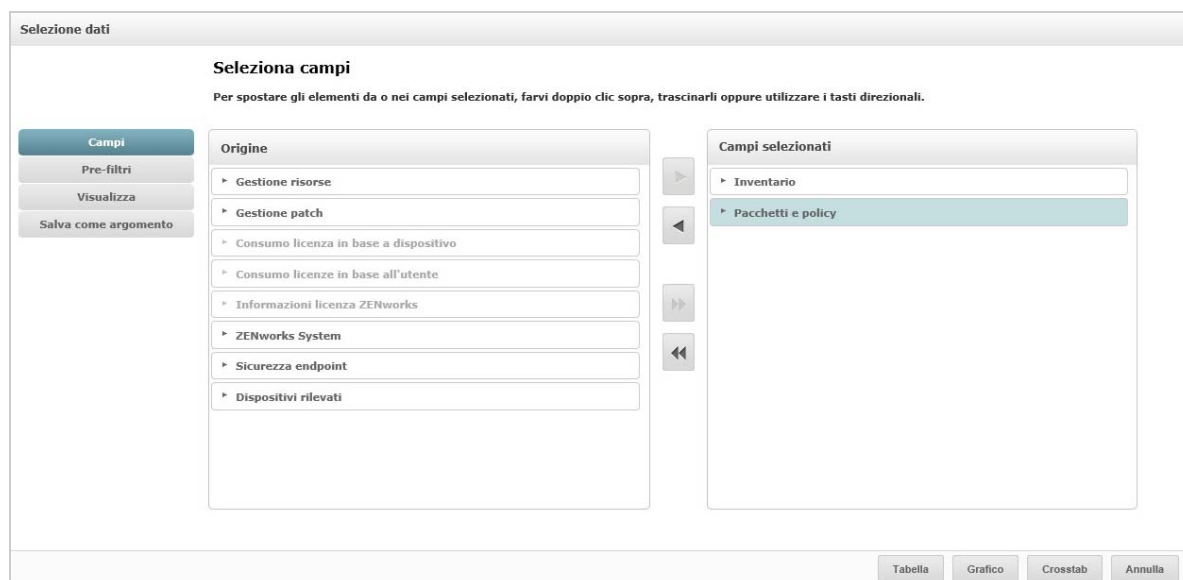 Selezione dati
Seleziona campi
Per spostare gli elementi da o nei campi selezionati, farvi doppio clic sopra, trascinarli oppure utilizzare i tasti direzionali.
Campi
Pre-filtri
Visualizza
Salva come argomento
Origine
Gestione risorse
Gestione patch
Consumo licenza in base a dispositivo
Consumo licenze in base all'utente
Informazioni licenza ZENworks
ZENworks System
Sicurezza endpoint
Dispositivi rilevati
Campi selezionati
Inventario
Pacchetti e policy
Tabella
Grafico
Crosstab
Annulla